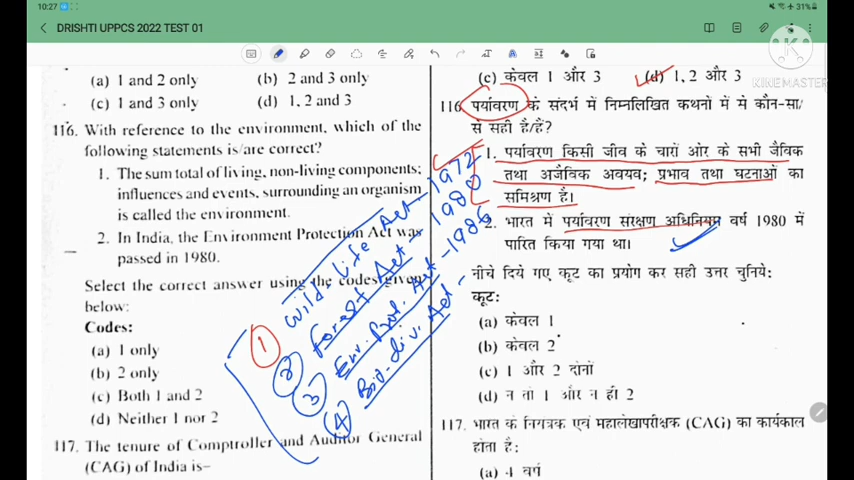 10:27
31%
DRISHTI UPPCS 2022 TEST 01
KINEMASTER
(a) 1 and 2 only (b) 2 and 3 only
(c) 1 and 3 only (d) 1, 2 and 3
116. With reference to the environment, which of the
following statements is/are correct?
1. The sum total of living, non-living components;
influences and events, surrounding an organism
is called the environment.
2. In India, the Environment Protection Act was
passed in 1980.
Select the correct answer using the codes given
below:
Codes:
(a) 1 only
(b) 2 only
(c) Both 1 and 2
(d) Neither 1 nor 2
117. The tenure of Comptroller and Auditor General
(CAG) of India is–
1 Wild life Act - 1972
2 Forest Act - 1980
3 Env. Prot. Act - 1986
4 Bio-div. Act -
(c) केवल 1 और 3 (d) 1, 2 और 3
116 पर्यावरण के संदर्भ में निम्नलिखित कथनों में से कौन-सा/
से सही है/हैं?
1. पर्यावरण किसी जीव के चारों ओर के सभी जैविक
तथा अजैविक अवयव; प्रभाव तथा घटनाओं का
सम्मिश्रण है।
2. भारत में पर्यावरण संरक्षण अधिनियम वर्ष 1980 में
पारित किया गया था।
नीचे दिये गए कूट का प्रयोग कर सही उत्तर चुनिये:
कूट:
(a) केवल 1
(b) केवल 2
(c) 1 और 2 दोनों
(d) न तो 1 और न ही 2
117. भारत के नियंत्रक एवं महालेखापरीक्षक (CAG) का कार्यकाल
होता है:
(a) 4 वर्ष